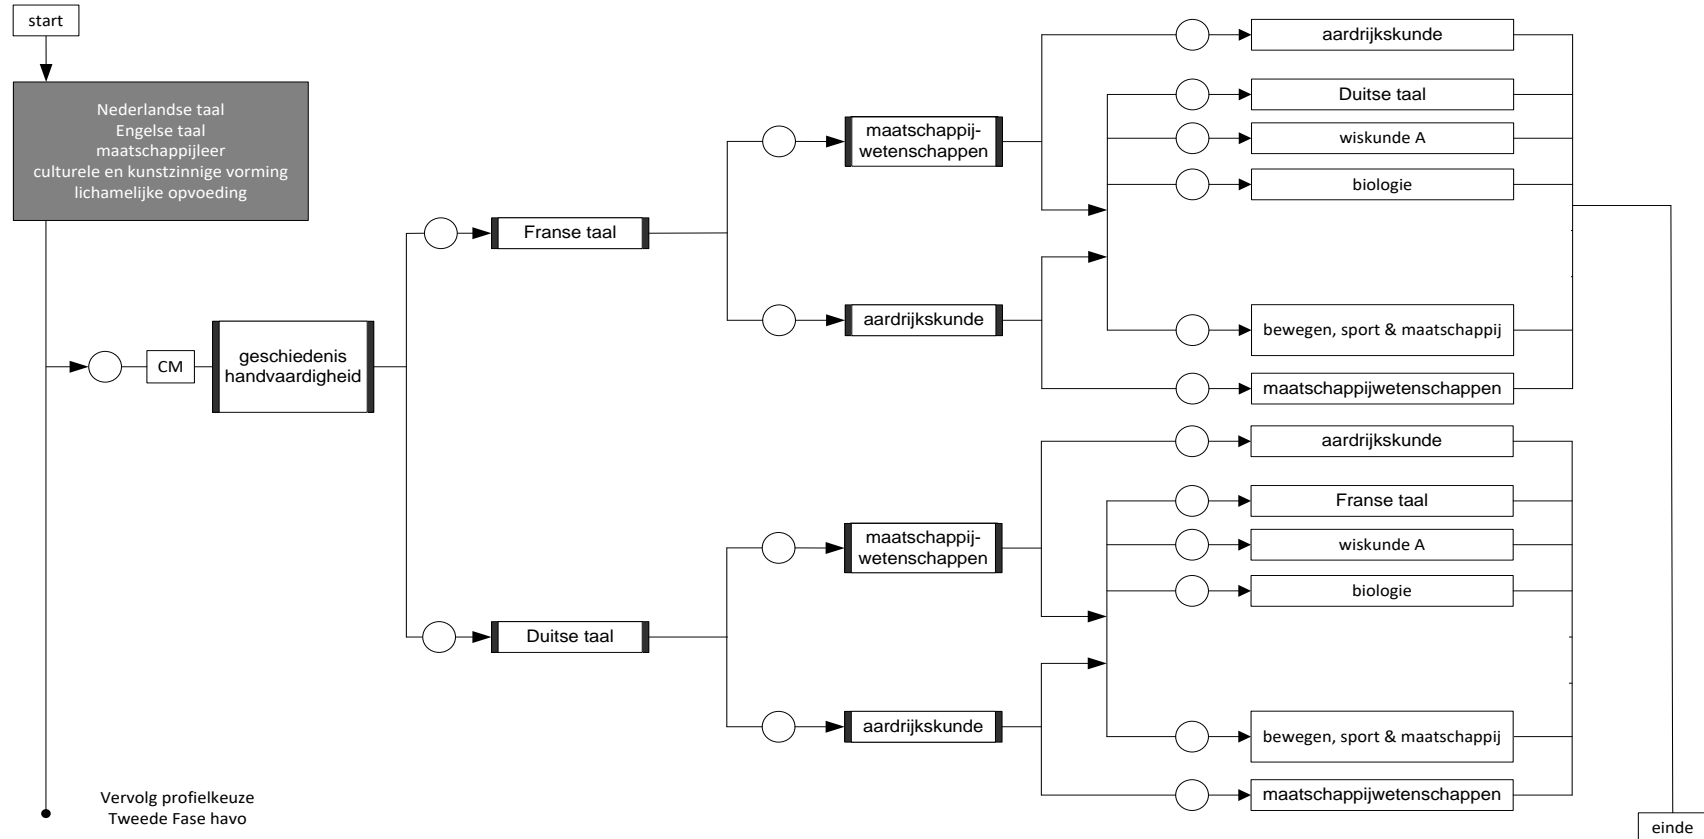 start
Nederlandse taal
Engelse taal
maatschappijleer
culturele en kunstzinnige vorming
lichamelijke opvoeding
CM
geschiedenis
handvaardigheid
Franse taal
maatschappij-
wetenschappen
aardrijkskunde
aardrijkskunde
Duitse taal
wiskunde A
biologie
bewegen, sport & maatschappij
maatschappijwetenschappen
Duitse taal
maatschappij-
wetenschappen
aardrijkskunde
aardrijkskunde
Franse taal
wiskunde A
biologie
bewegen, sport & maatschappij
maatschappijwetenschappen
Vervolg profielkeuze
Tweede Fase havo
einde